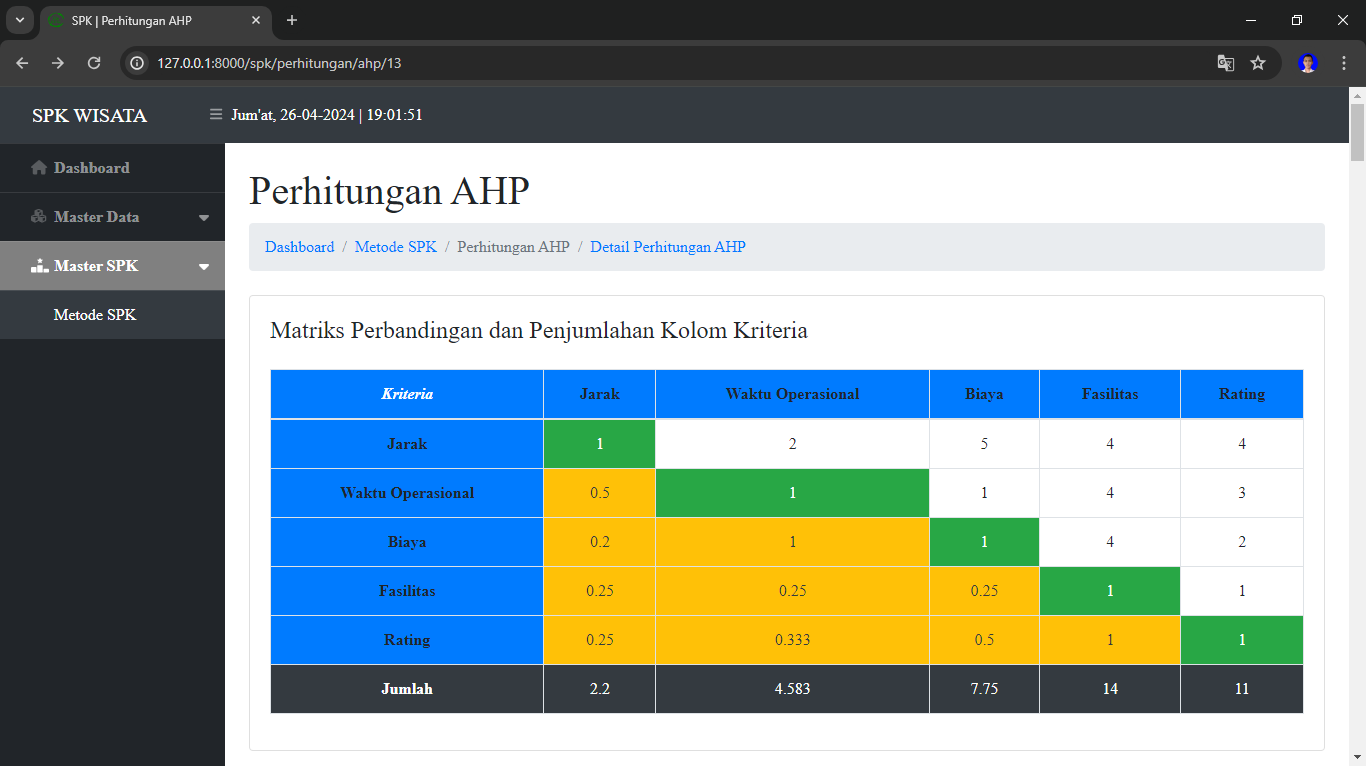 SPK | Perhitungan AHP
127.0.0.1:8000/spk/perhitungan/ahp/13
SPK WISATA
Jum'at, 26-04-2024 | 19:01:51
Dashboard
Master Data
Master SPK
Metode SPK
Perhitungan AHP
Dashboard / Metode SPK / Perhitungan AHP / Detail Perhitungan AHP
Matriks Perbandingan dan Penjumlahan Kolom Kriteria
Kriteria Jarak Waktu Operasional Biaya Fasilitas Rating
Jarak 1 2 5 4 4
Waktu Operasional 0.5 1 1 4 3
Biaya 0.2 1 1 4 2
Fasilitas 0.25 0.25 0.25 1 1
Rating 0.25 0.333 0.5 1 1
Jumlah 2.2 4.583 7.75 14 11